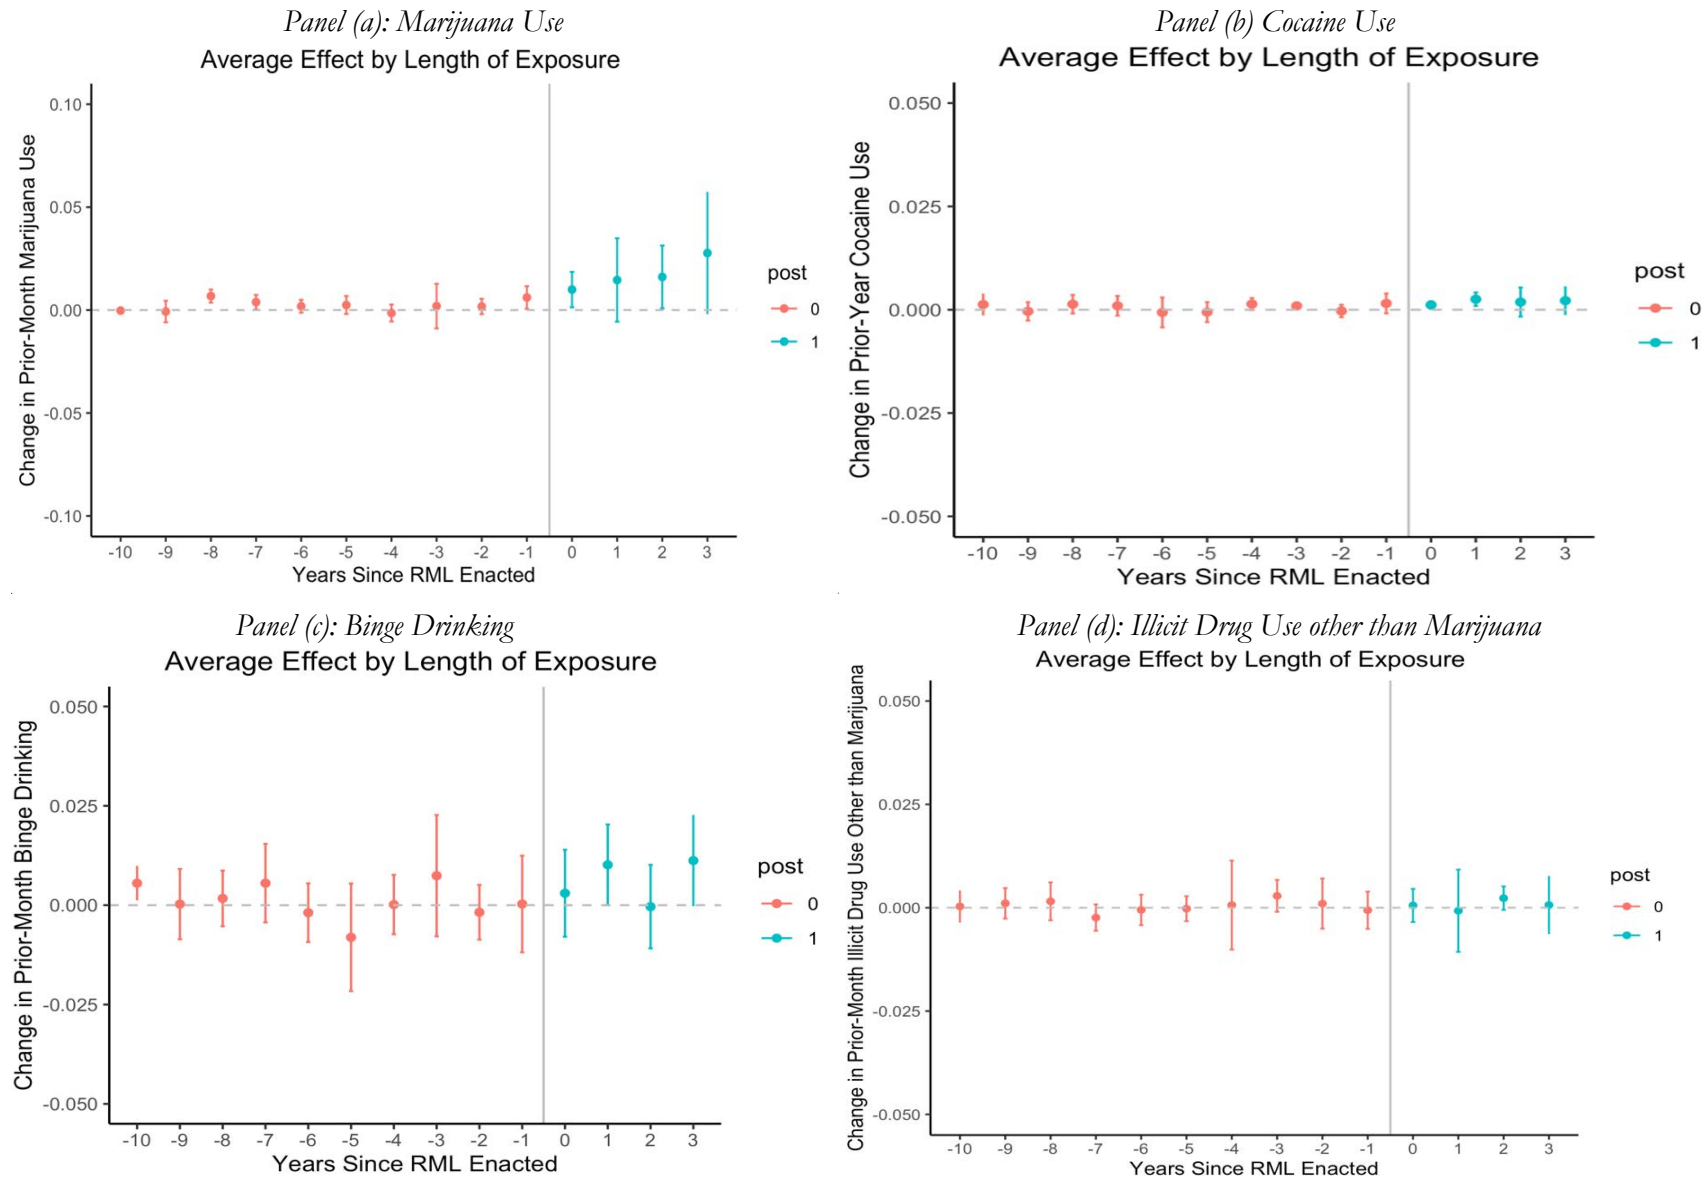 Panel (a): Marijuana Use
Average Effect by Length of Exposure
Change in Prior-Month Marijuana Use
0.10
0.05
0.00
-0.05
-0.10
-10 -9 -8 -7 -6 -5 -4 -3 -2 -1 0 1 2 3
Years Since RML Enacted
post
0
1
Panel (b) Cocaine Use
Average Effect by Length of Exposure
Change in Prior-Year Cocaine Use
0.050
0.025
0.000
-0.025
-0.050
-10 -9 -8 -7 -6 -5 -4 -3 -2 -1 0 1 2 3
Years Since RML Enacted
post
0
1
Panel (c): Binge Drinking
Average Effect by Length of Exposure
Change in Prior-Month Binge Drinking
0.050
0.025
0.000
-0.025
-0.050
-10 -9 -8 -7 -6 -5 -4 -3 -2 -1 0 1 2 3
Years Since RML Enacted
post
0
1
Panel (d): Illicit Drug Use other than Marijuana
Average Effect by Length of Exposure
Change in Prior-Month Illicit Drug Use Other than Marijuana
0.050
0.025
0.000
-0.025
-0.050
-10 -9 -8 -7 -6 -5 -4 -3 -2 -1 0 1 2 3
Years Since RML Enacted
post
0
1